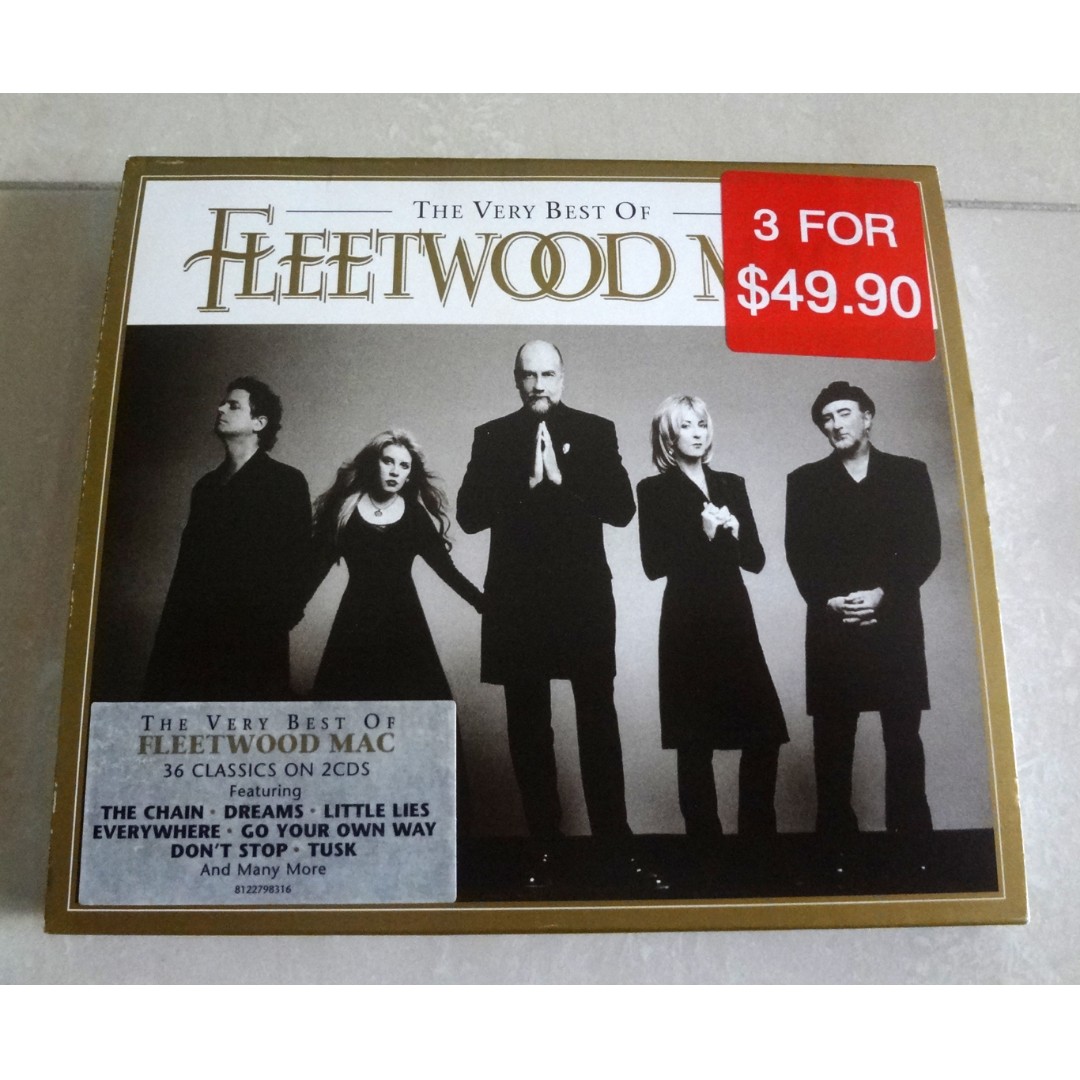 THE VERY BEST OF
FLEETWOOD
3 FOR
$49.90
THE VERY BEST OF
FLEETWOOD MAC
36 CLASSICS ON 2CDS
Featuring
THE CHAIN • DREAMS • LITTLE LIES
EVERYWHERE • GO YOUR OWN WAY
DON'T STOP • TUSK
And Many More
8122798316